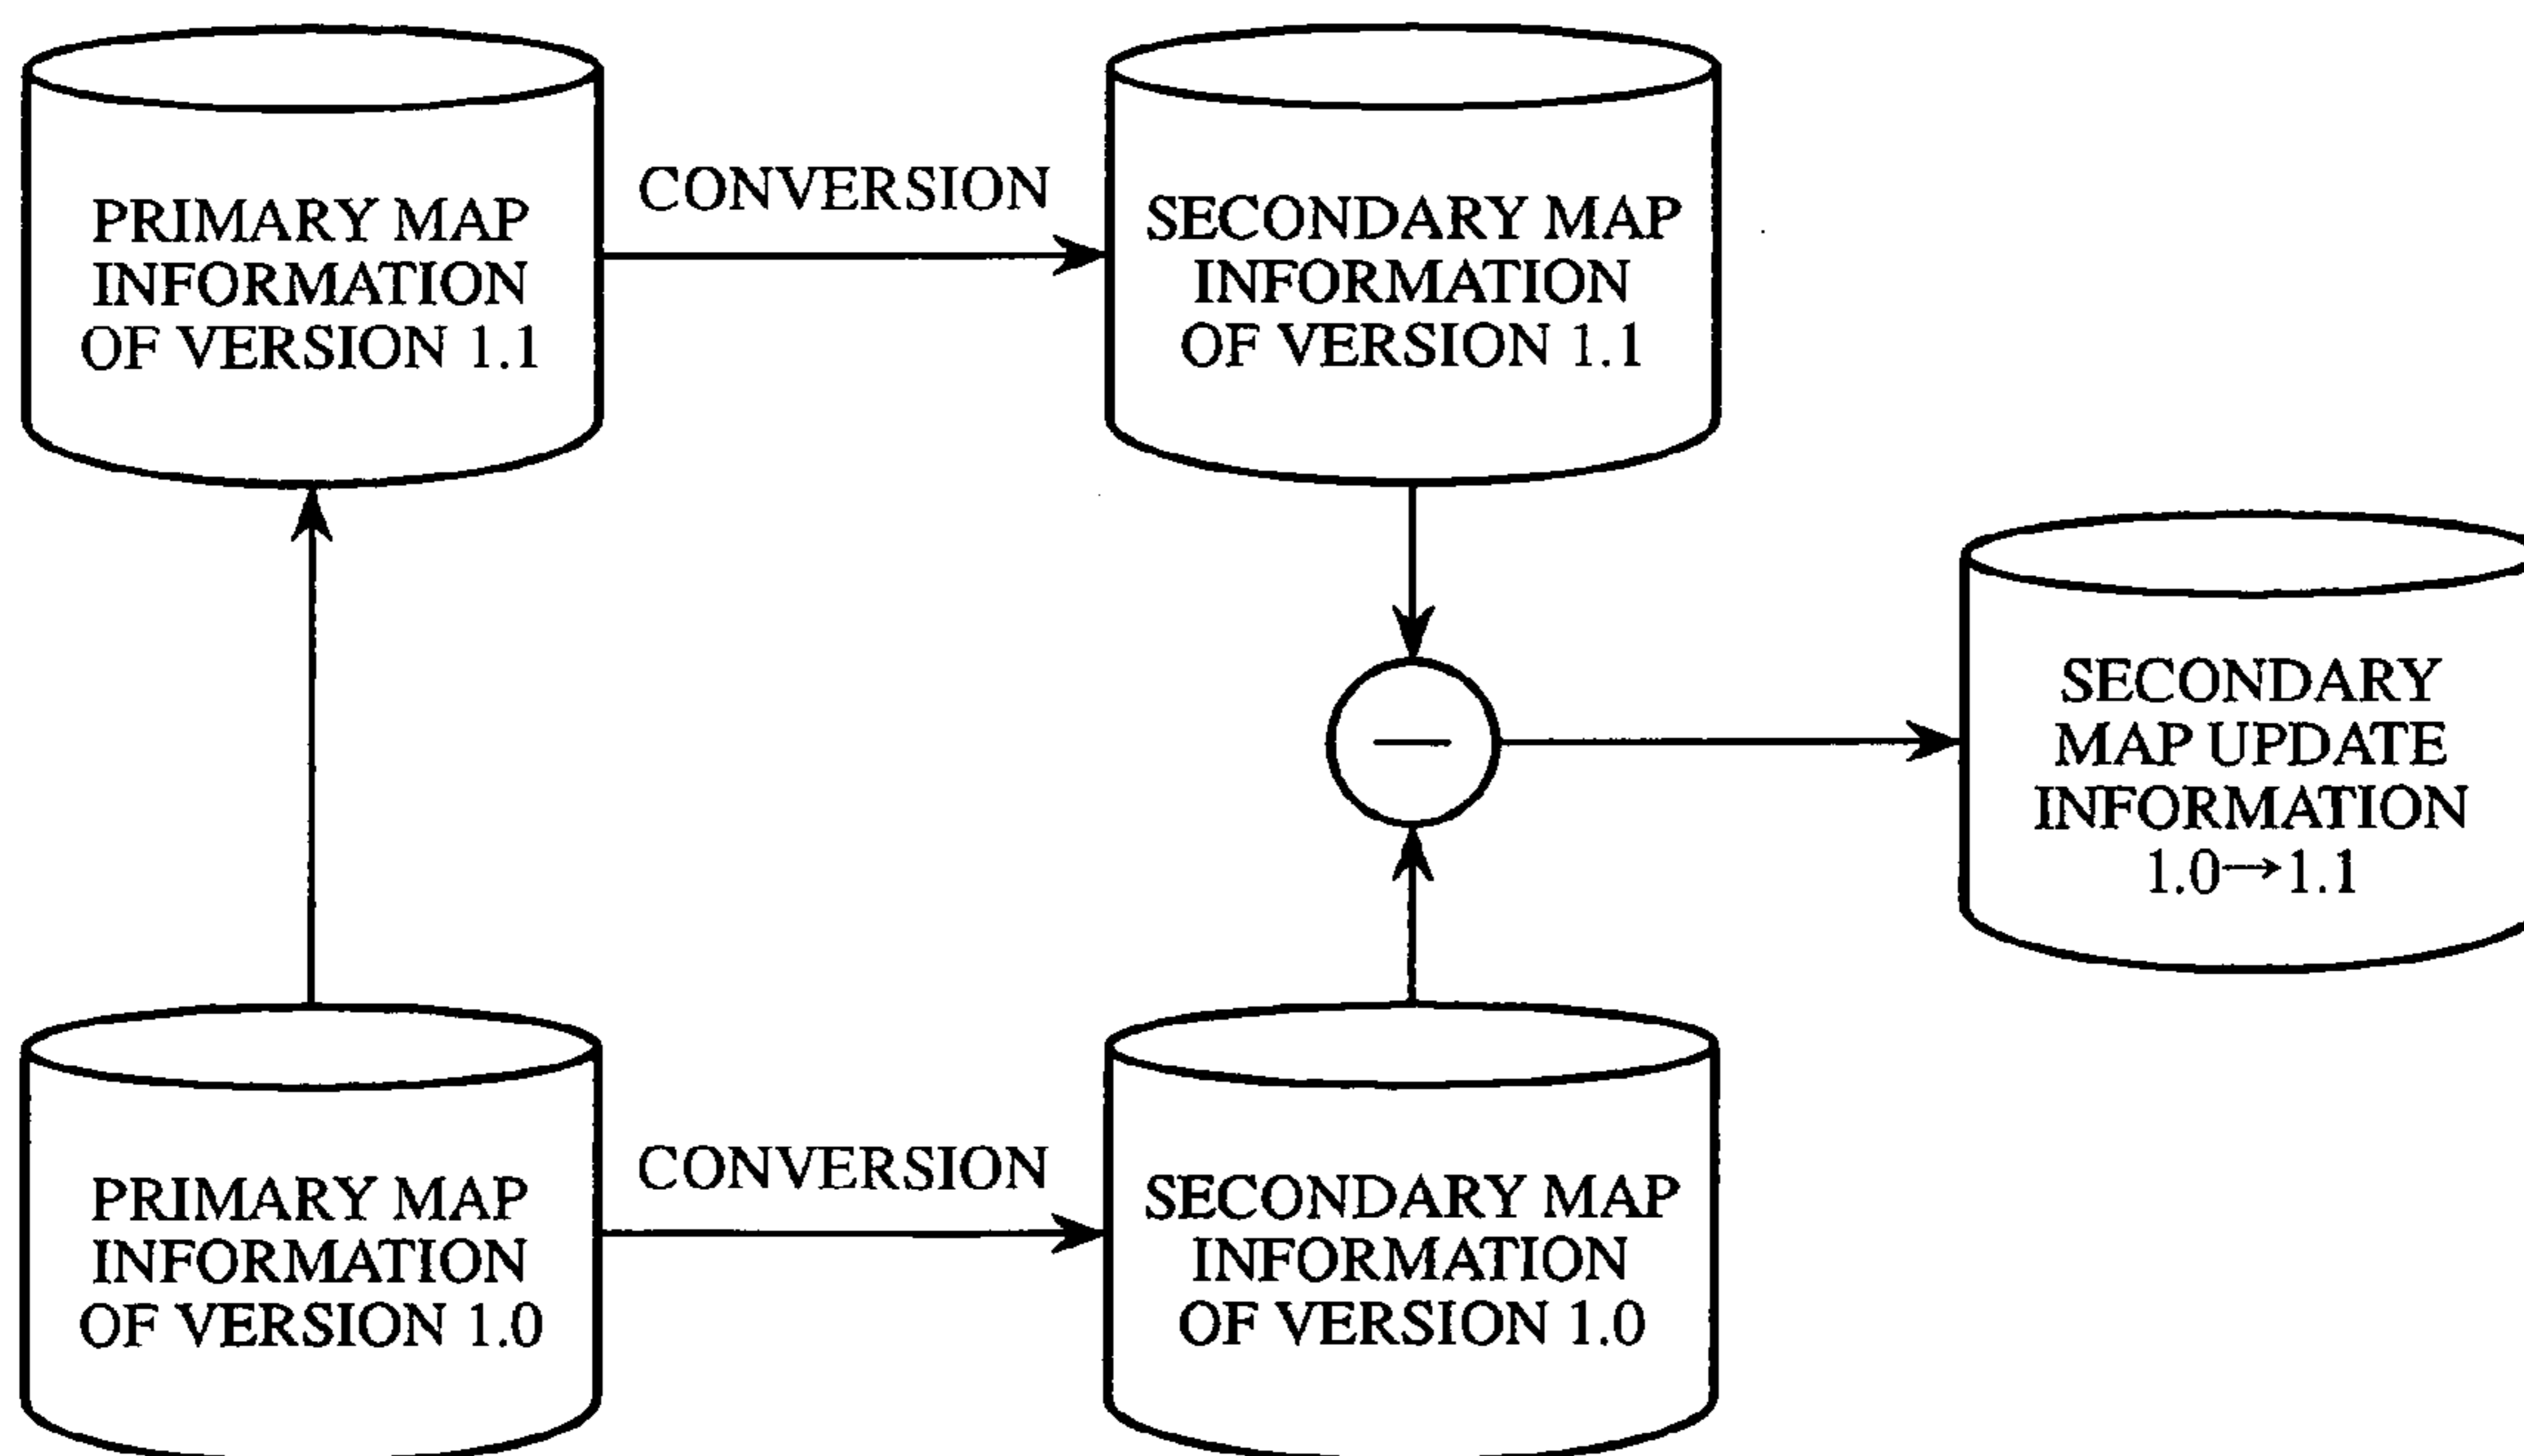 PRIMARY MAP
INFORMATION
OF VERSION 1.1
CONVERSION
SECONDARY MAP
INFORMATION
OF VERSION 1.1
SECONDARY
MAP UPDATE
INFORMATION
1.0→1.1
PRIMARY MAP
INFORMATION
OF VERSION 1.0
CONVERSION
SECONDARY MAP
INFORMATION
OF VERSION 1.0